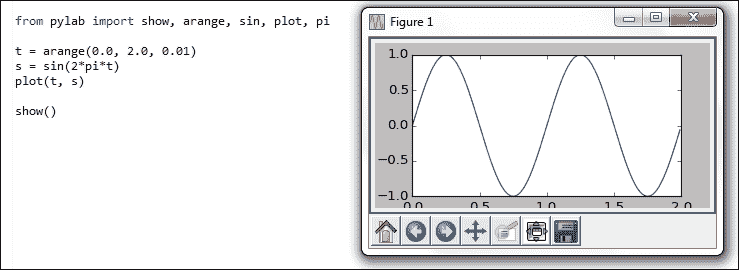 from pylab import show, arange, sin, plot, pi
t = arange(0.0, 2.0, 0.01)
s = sin(2*pi*t)
plot(t, s)
show()
Figure 1
1.0
0.5
0.0
−0.5
−1.0
0.0 0.5 1.0 1.5 2.0